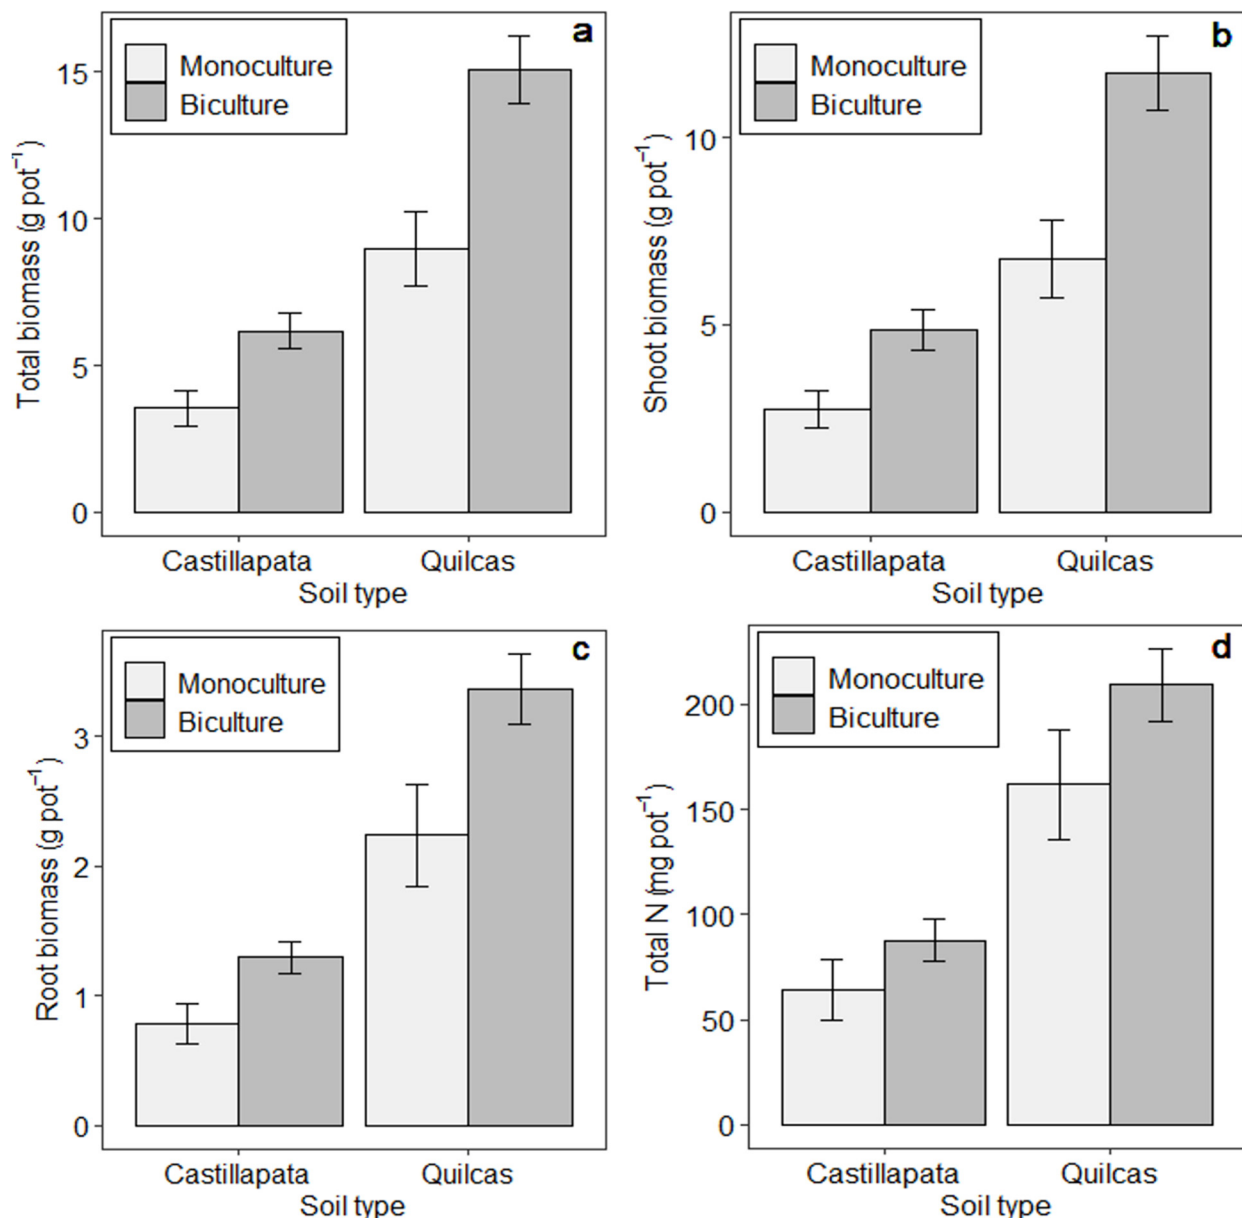 a
Monoculture
Biculture
Total biomass (g pot⁻¹)
15
10
5
0
Castillapata
Quilcas
Soil type
b
Monoculture
Biculture
Shoot biomass (g pot⁻¹)
10
5
0
Castillapata
Quilcas
Soil type
c
Monoculture
Biculture
Root biomass (g pot⁻¹)
3
2
1
0
Castillapata
Quilcas
Soil type
d
Monoculture
Biculture
Total N (mg pot⁻¹)
200
150
100
50
0
Castillapata
Quilcas
Soil type